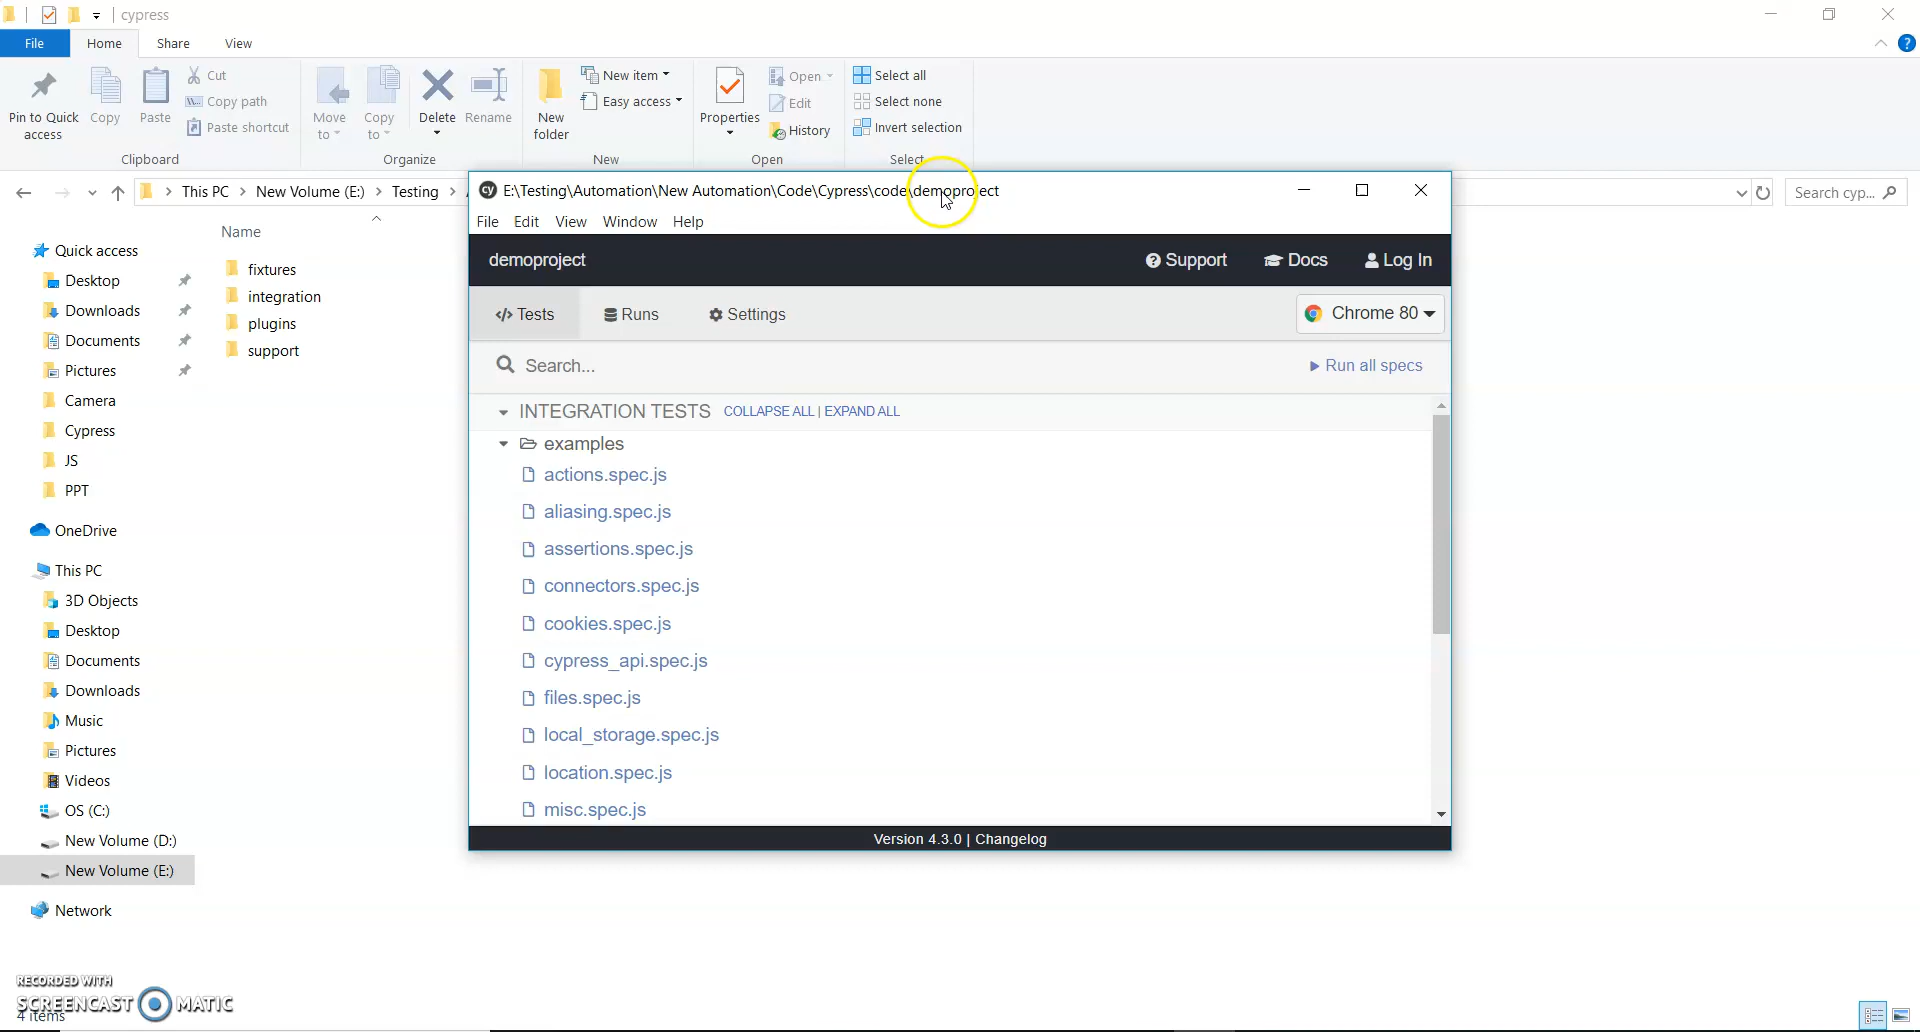 cypress
File Home Share View
Pin to Quick access
Copy
Paste
Cut
Copy path
Paste shortcut
Clipboard
Move to
Copy to
Delete
Rename
Organize
New folder
New item
Easy access
New
Properties
Open
Edit
History
Open
Select all
Select none
Invert selection
Select
This PC > New Volume (E:) > Testing >
Search cyp...
Name
Quick access
Desktop
Downloads
Documents
Pictures
Camera
Cypress
JS
PPT
OneDrive
This PC
3D Objects
Desktop
Documents
Downloads
Music
Pictures
Videos
OS (C:)
New Volume (D:)
New Volume (E:)
Network
fixtures
integration
plugins
support
cy E:\Testing\Automation\New Automation\Code\Cypress\code\demoproject
File Edit View Window Help
demoproject
Support Docs Log In
</> Tests Runs Settings Chrome 80
Search... Run all specs
INTEGRATION TESTS COLLAPSE ALL | EXPAND ALL
examples
actions.spec.js
aliasing.spec.js
assertions.spec.js
connectors.spec.js
cookies.spec.js
cypress_api.spec.js
files.spec.js
local_storage.spec.js
location.spec.js
misc.spec.js
Version 4.3.0 | Changelog
RECORDED WITH
SCREENCAST MATIC
4 items